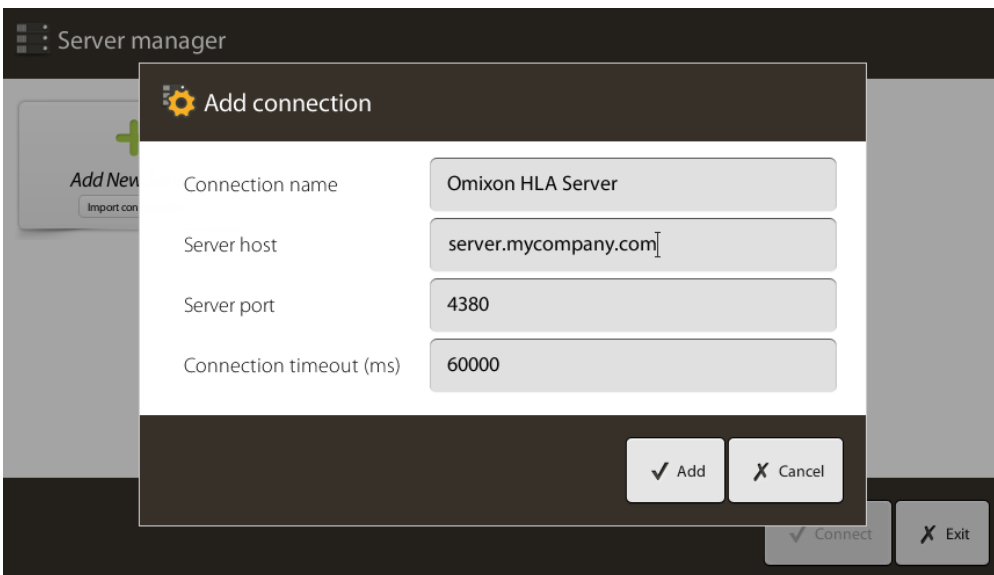 Server manager
Add connection
Add New
Import con
Connection name
Omixon HLA Server
Server host
server.mycompany.com
Server port
4380
Connection timeout (ms)
60000
Add
Cancel
Connect
Exit